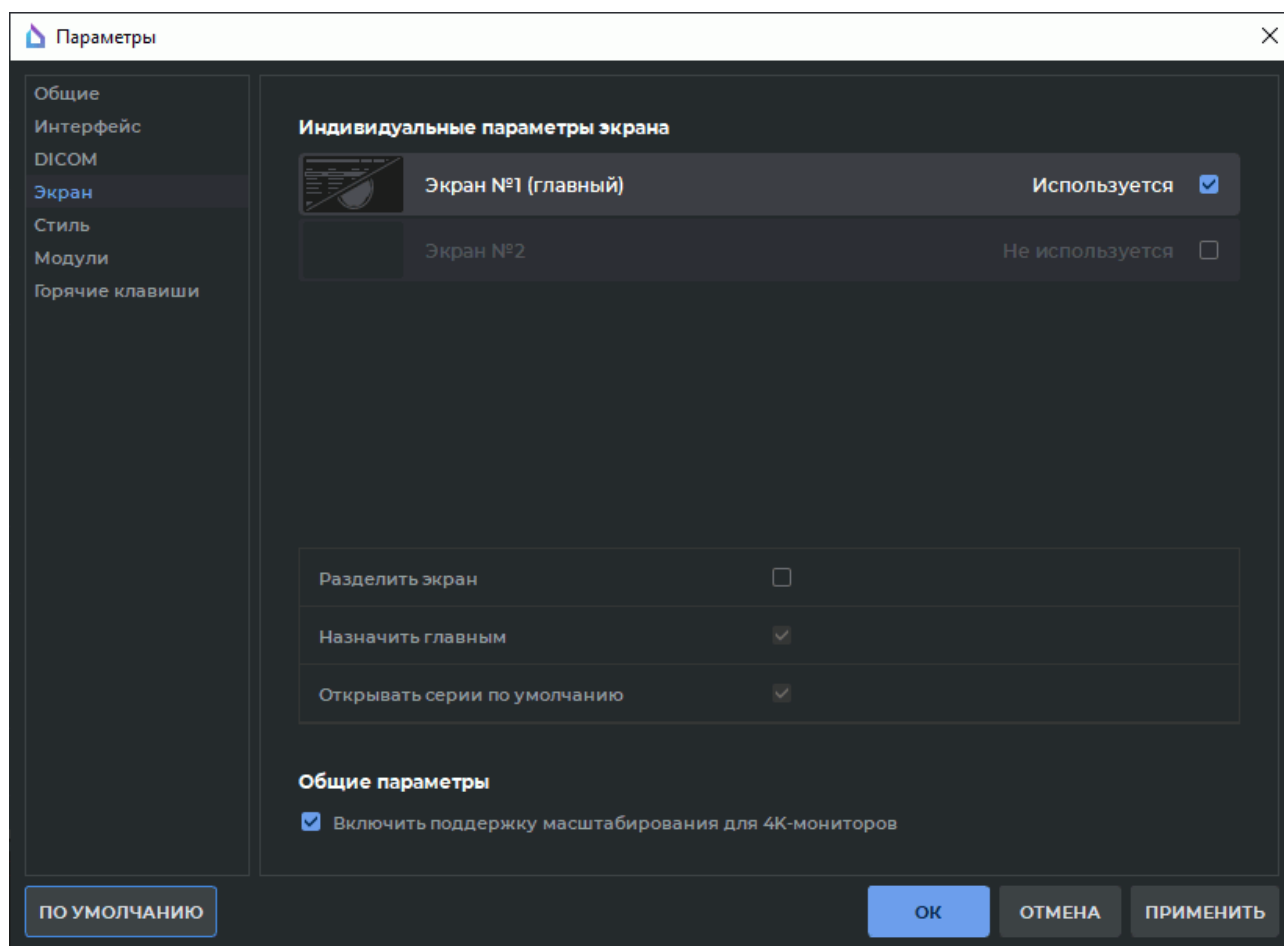 Параметры
Общие
Интерфейс
DICOM
Экран
Стиль
Модули
Горячие клавиши
Индивидуальные параметры экрана
Экран №1 (главный) Используется
Экран №2 Не используется
Разделить экран
Назначить главным
Открывать серии по умолчанию
Общие параметры
Включить поддержку масштабирования для 4K-мониторов
ПО УМОЛЧАНИЮ ОК ОТМЕНА ПРИМЕНИТЬ